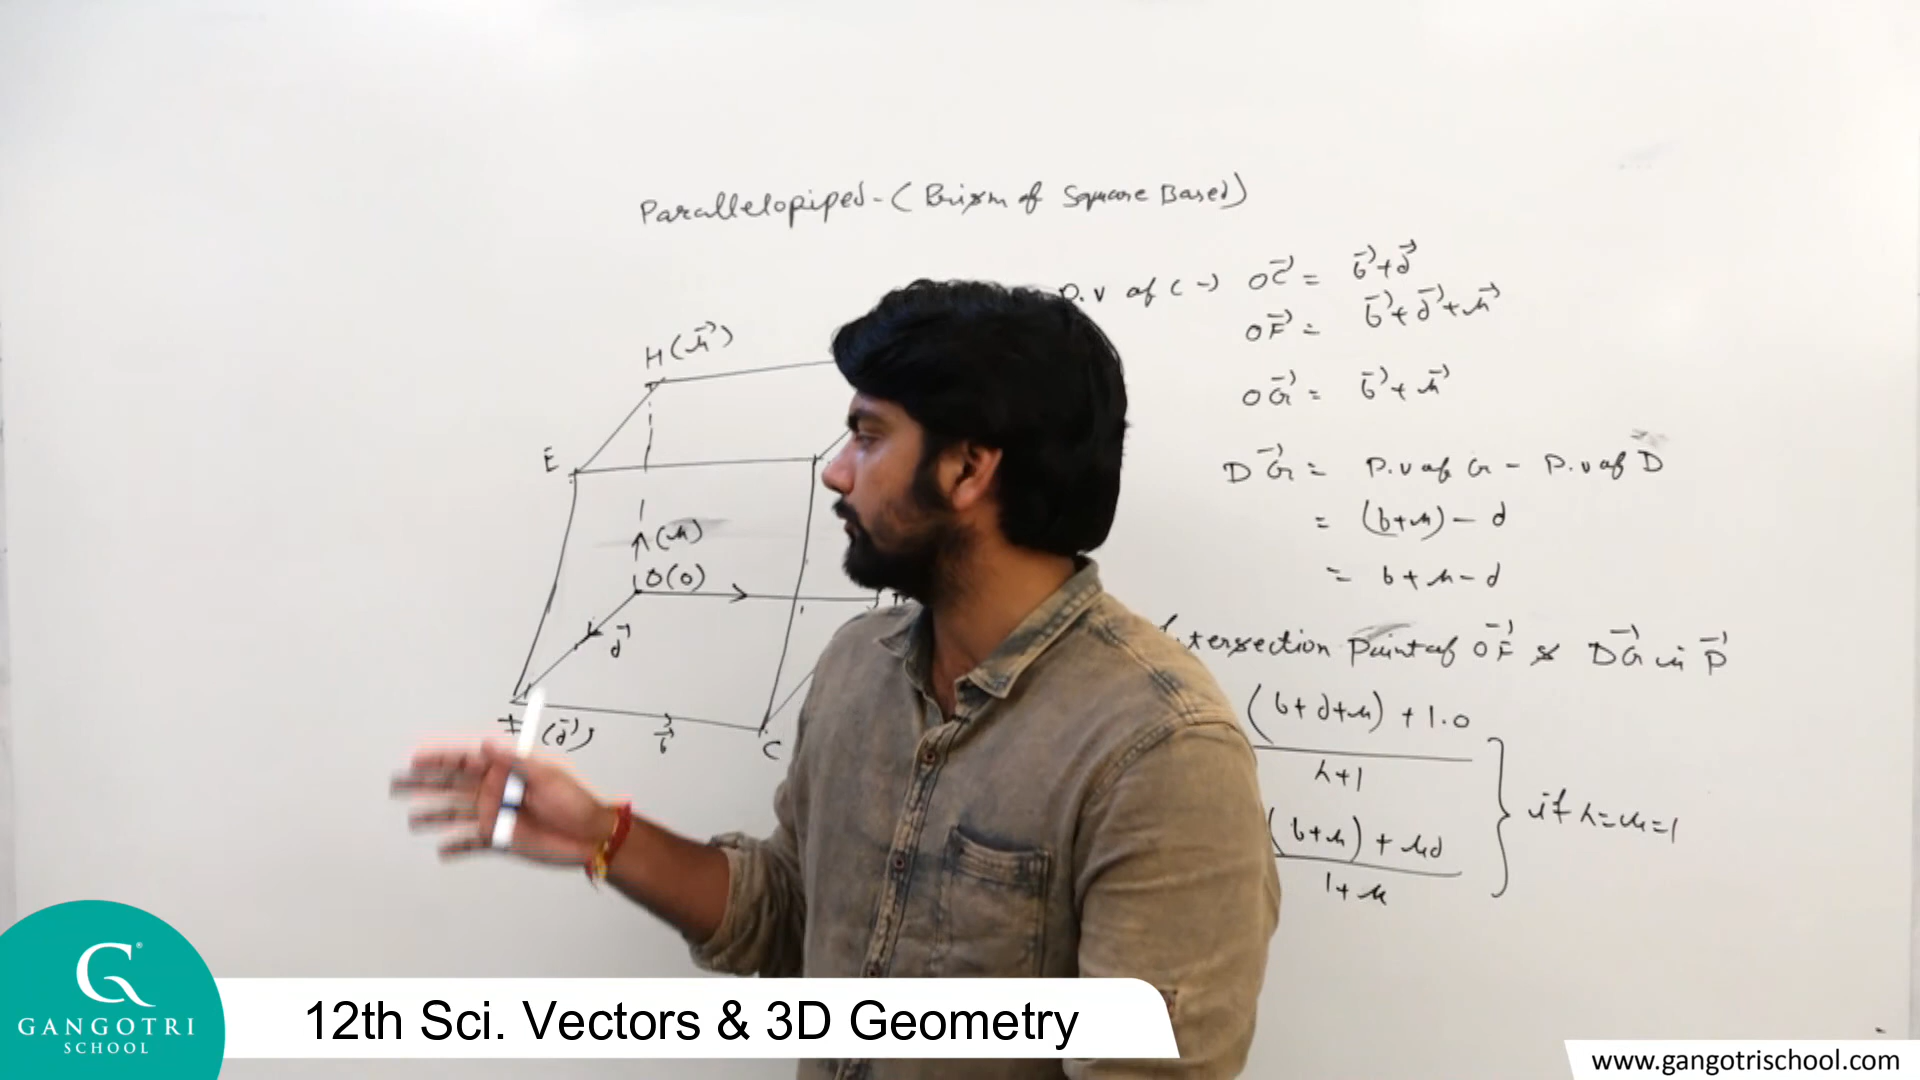 Parallelopiped - ( Prism of Square Based )
P.V of C → OC⃗ = b⃗ + d⃗
OF⃗ = b⃗ + d⃗ + h⃗
OG⃗ = b⃗ + h⃗
DG⃗ = P.v of G - P.v of D⃗
= (b+h) - d
= b + h - d
Intersection Point of OF⃗ & DG⃗ is P⃗
(b+d+h) + 1.0
λ+1
(b+h) + μd
1+μ
if λ=μ=1
H(h⃗)
E
(h)
O(0)
d⃗
(d⃗)
b⃗
C
GANGOTRI
SCHOOL
12th Sci. Vectors & 3D Geometry
www.gangotrischool.com